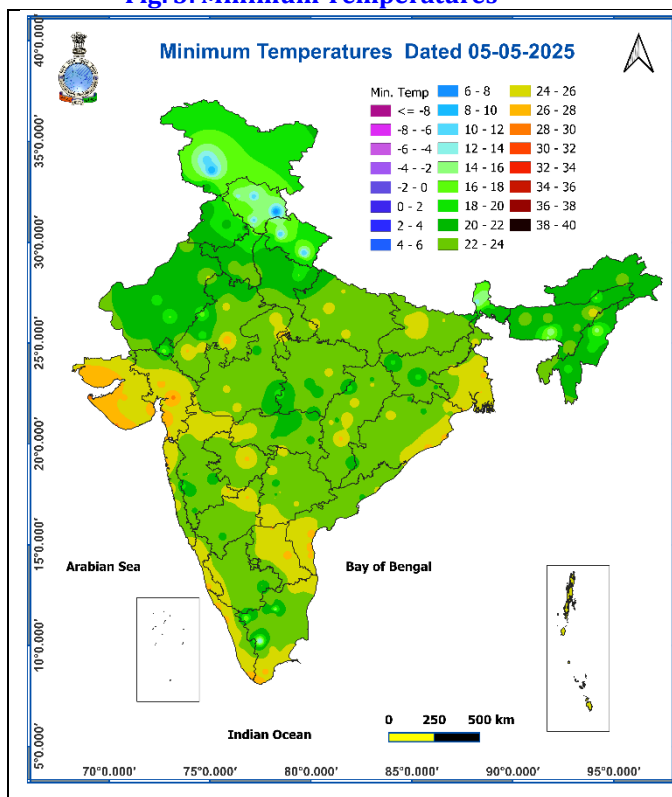 Fig. 3. Minimum Temperatures
Minimum Temperatures Dated 05-05-2025
Min. Temp
<= -8
-8 - -6
-6 - -4
-4 - -2
-2 - 0
0 - 2
2 - 4
4 - 6
6 - 8
8 - 10
10 - 12
12 - 14
14 - 16
16 - 18
18 - 20
20 - 22
22 - 24
24 - 26
26 - 28
28 - 30
30 - 32
32 - 34
34 - 36
36 - 38
38 - 40
40°0.000'
35°0.000'
30°0.000'
25°0.000'
20°0.000'
15°0.000'
10°0.000'
5°0.000'
Arabian Sea
Bay of Bengal
Indian Ocean
0 250 500 km
70°0.000' 75°0.000' 80°0.000' 85°0.000' 90°0.000' 95°0.000'